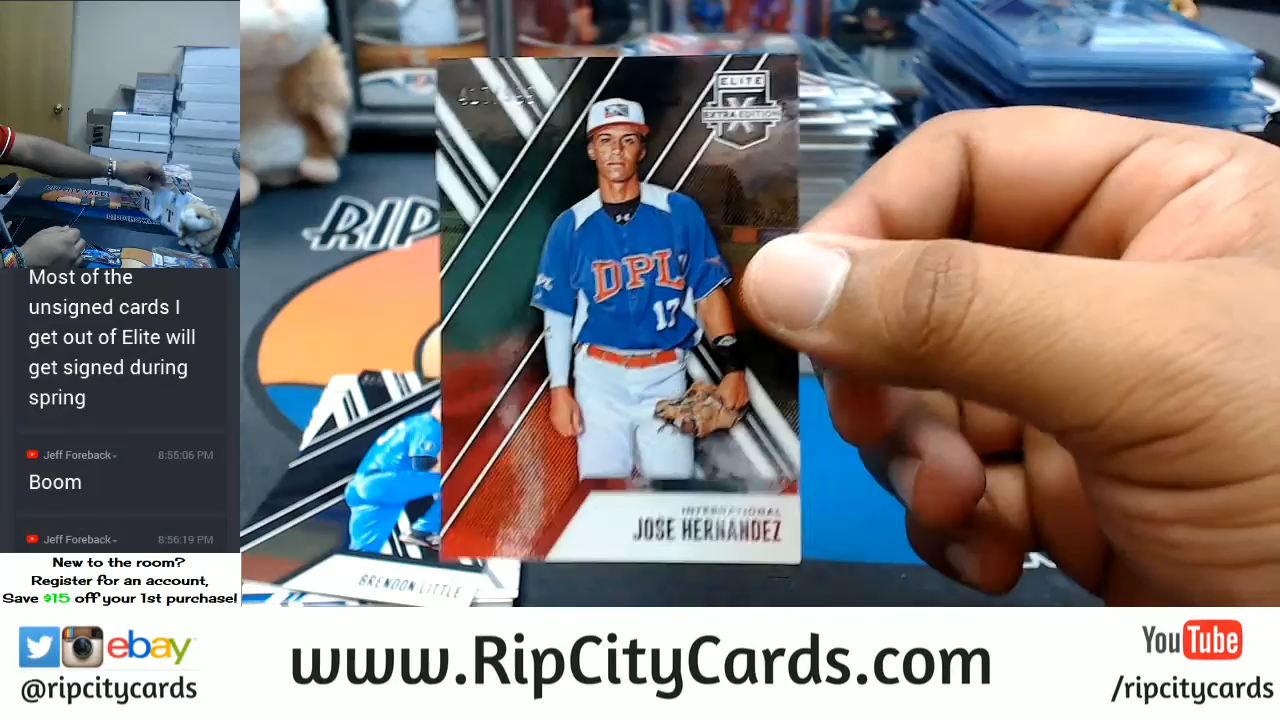 Most of the
unsigned cards I
get out of Elite will
get signed during
spring
Jeff Foreback
8:55:06 PM
Boom
Jeff Foreback
8:56:19 PM
New to the room?
Register for an account,
Save $15 off your 1st purchase!
RIP
ELITE
X
EXTRA EDITION
DPL
17
INTERNATIONAL
JOSE HERNANDEZ
BRENDON LITTLE
ebay
@ripcitycards
www.RipCityCards.com
YouTube
/ripcitycards